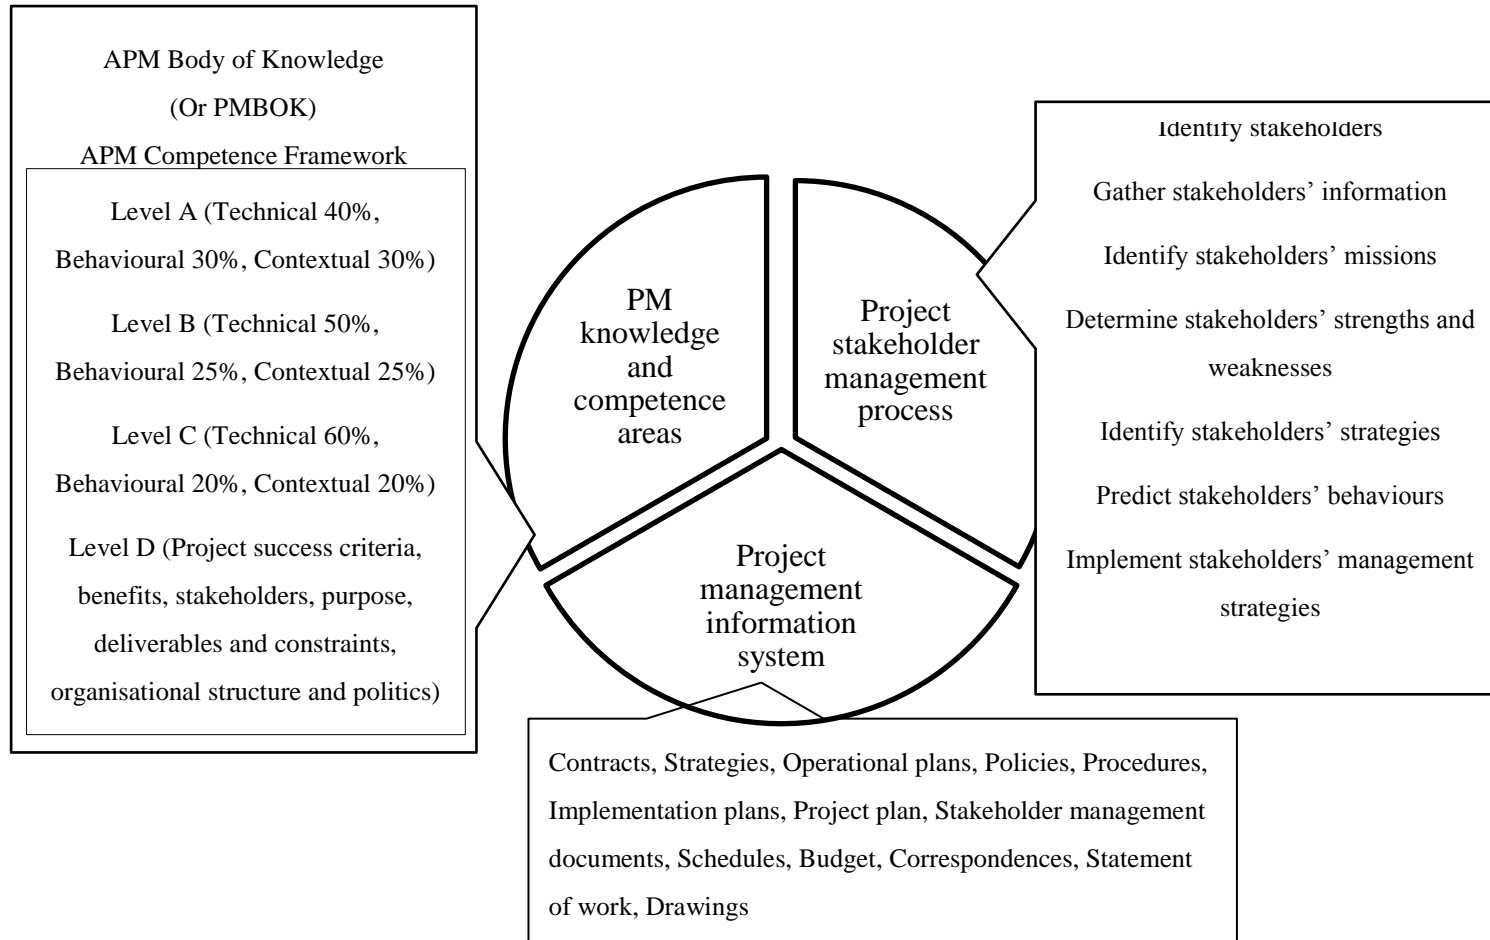 APM Body of Knowledge
(Or PMBOK)
APM Competence Framework
Level A (Technical 40%,
Behavioural 30%, Contextual 30%)
Level B (Technical 50%,
Behavioural 25%, Contextual 25%)
Level C (Technical 60%,
Behavioural 20%, Contextual 20%)
Level D (Project success criteria,
benefits, stakeholders, purpose,
deliverables and constraints,
organisational structure and politics)
PM
knowledge
and
competence
areas
Project
stakeholder
management
process
Project
management
information
system
Identify stakeholders
Gather stakeholders’ information
Identify stakeholders’ missions
Determine stakeholders’ strengths and
weaknesses
Identify stakeholders’ strategies
Predict stakeholders’ behaviours
Implement stakeholders’ management
strategies
Contracts, Strategies, Operational plans, Policies, Procedures,
Implementation plans, Project plan, Stakeholder management
documents, Schedules, Budget, Correspondences, Statement
of work, Drawings